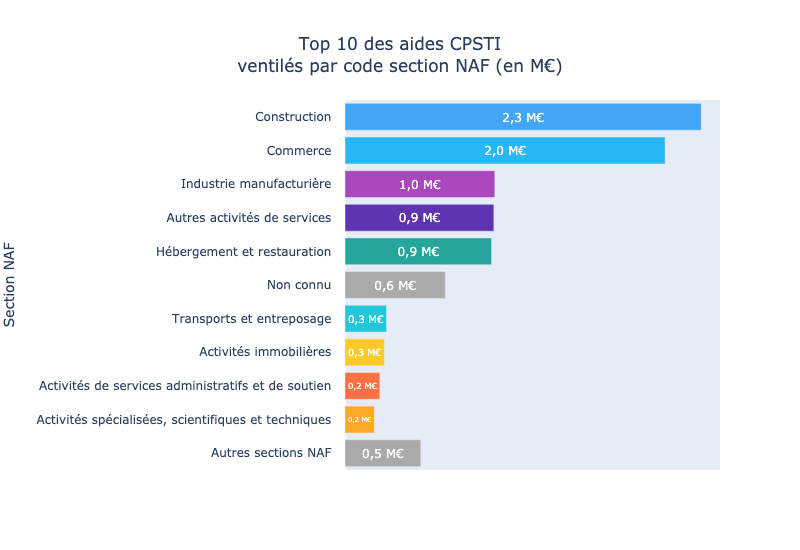 Top 10 des aides CPSTI
ventilés par code section NAF (en M€)
Section NAF
Construction 2,3 M€
Commerce 2,0 M€
Industrie manufacturière 1,0 M€
Autres activités de services 0,9 M€
Hébergement et restauration 0,9 M€
Non connu 0,6 M€
Transports et entreposage 0,3 M€
Activités immobilières 0,3 M€
Activités de services administratifs et de soutien 0,2 M€
Activités spécialisées, scientifiques et techniques 0,2 M€
Autres sections NAF 0,5 M€